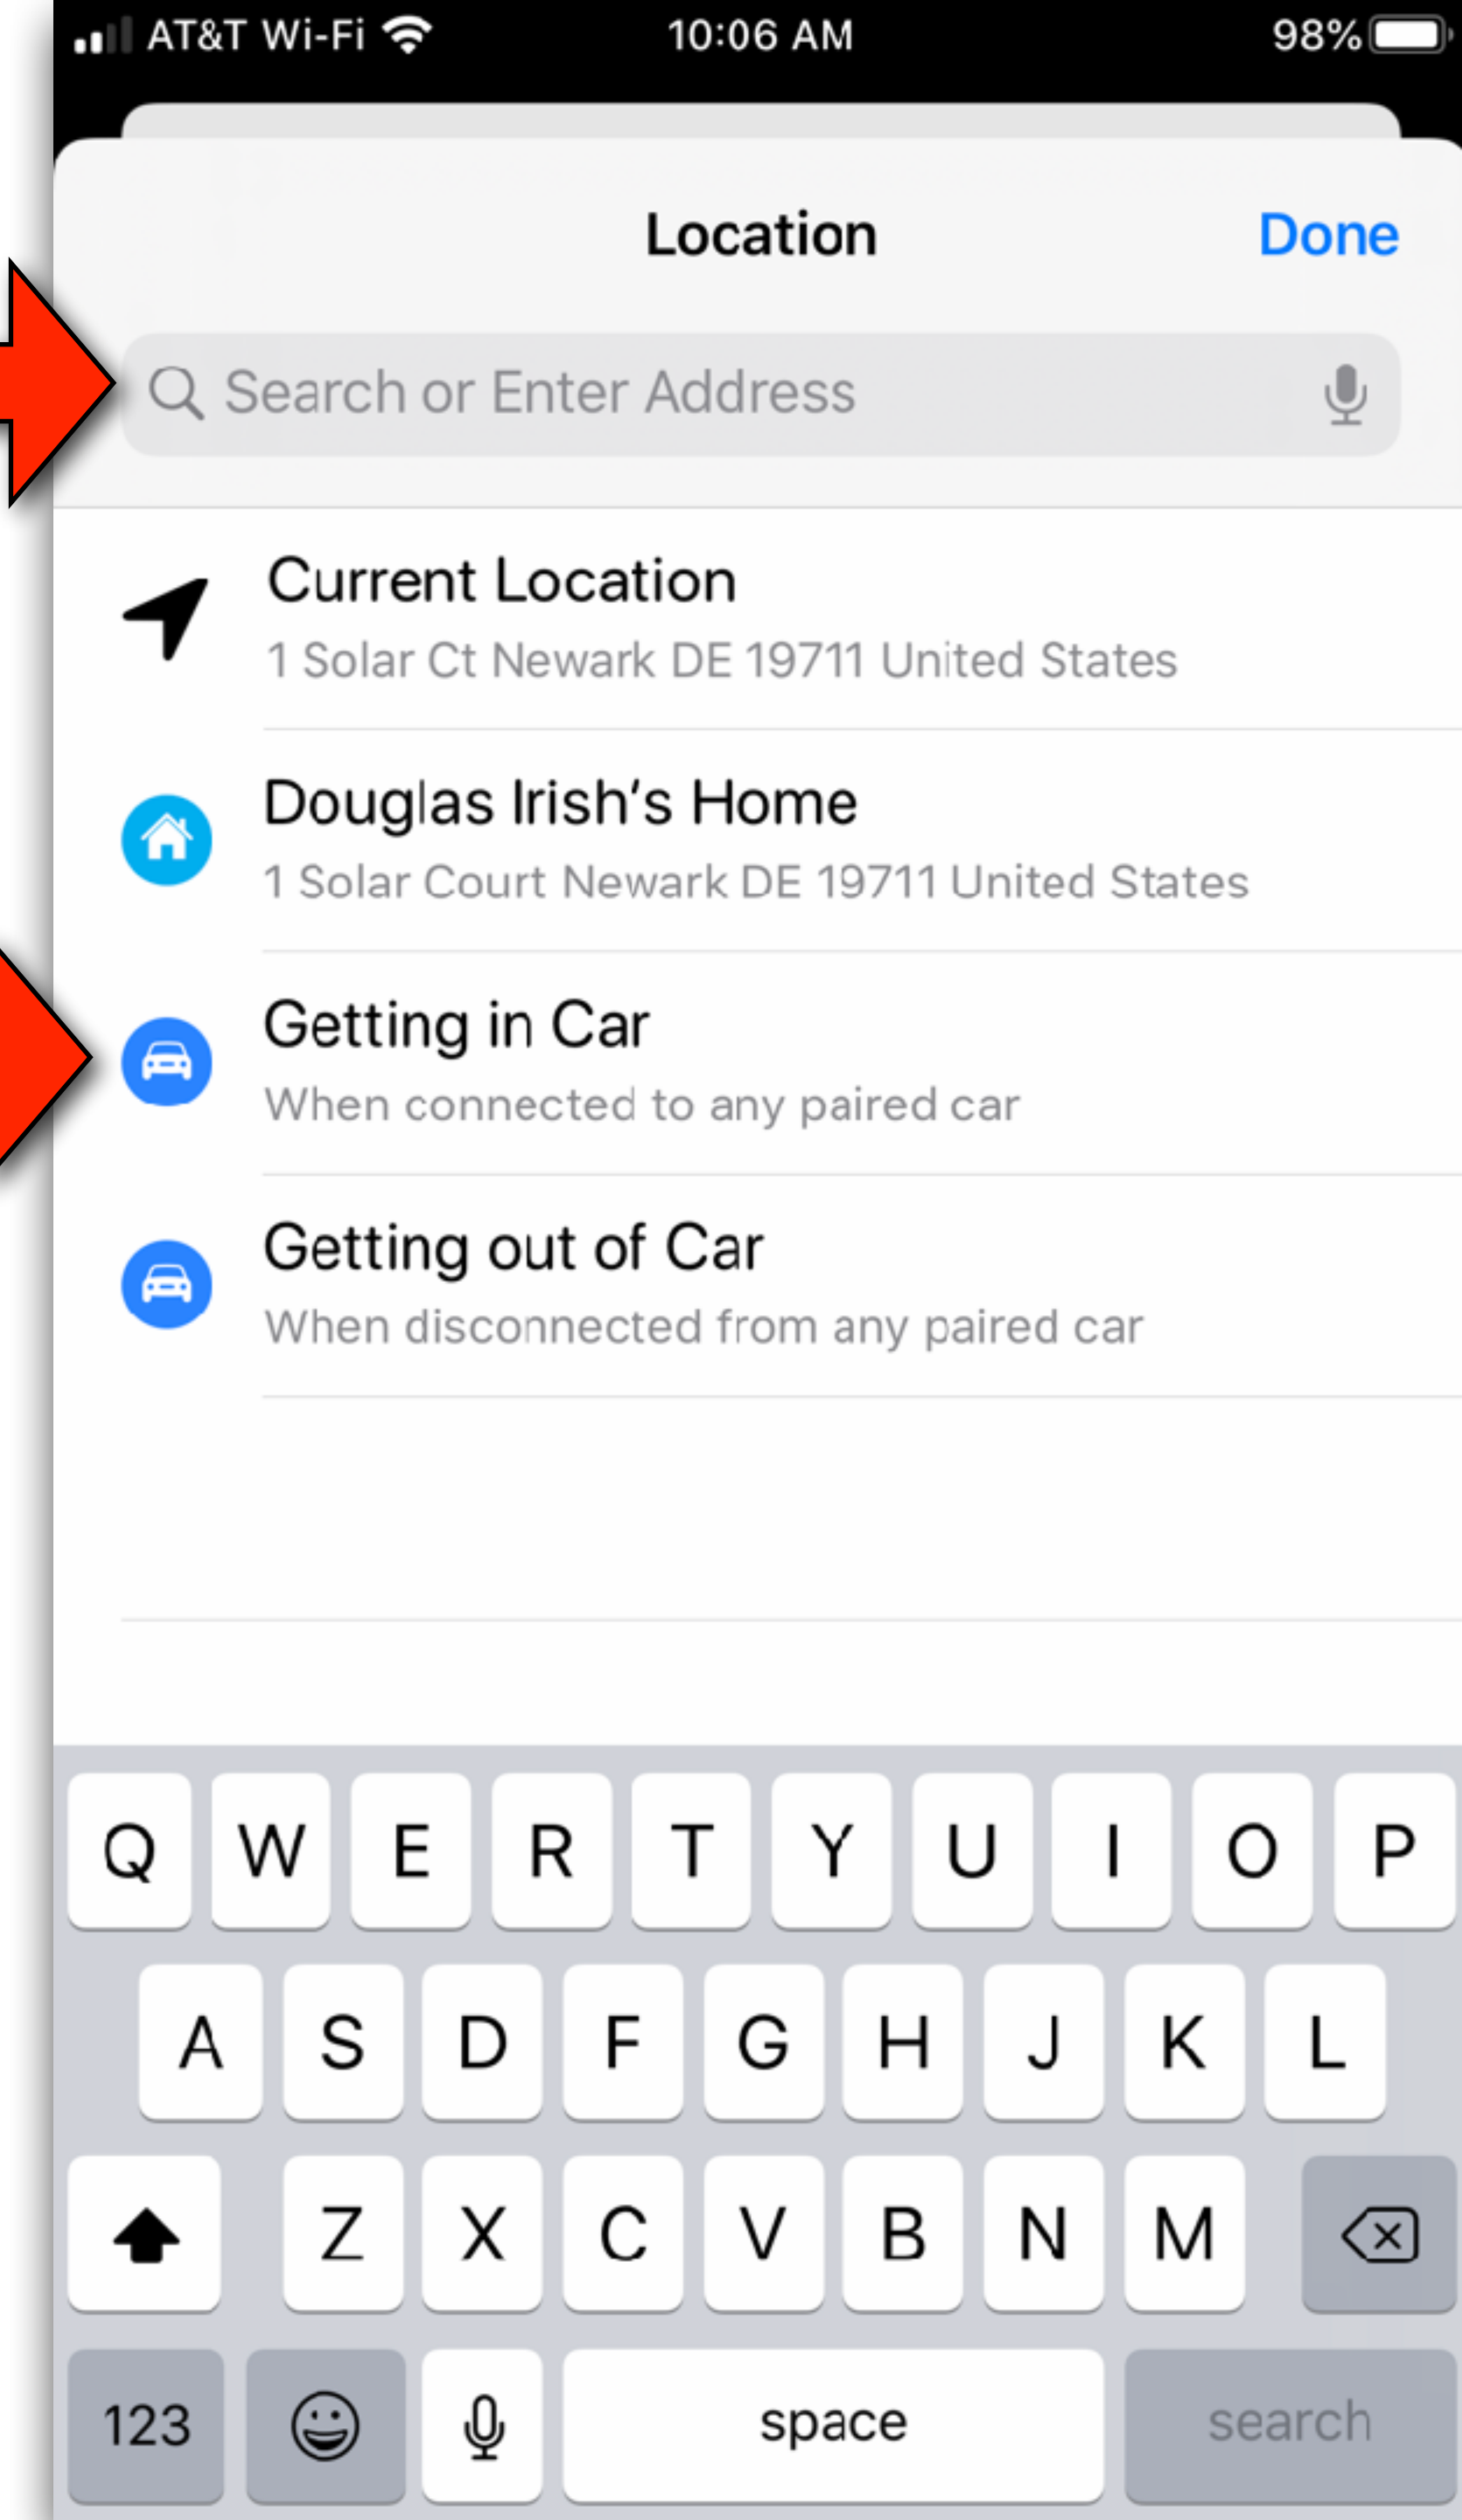 AT&T Wi-Fi 10:06 AM 98%
Location Done
Search or Enter Address
Current Location
1 Solar Ct Newark DE 19711 United States
Douglas Irish's Home
1 Solar Court Newark DE 19711 United States
Getting in Car
When connected to any paired car
Getting out of Car
When disconnected from any paired car
Q W E R T Y U I O P
A S D F G H J K L
Z X C V B N M
123 space search